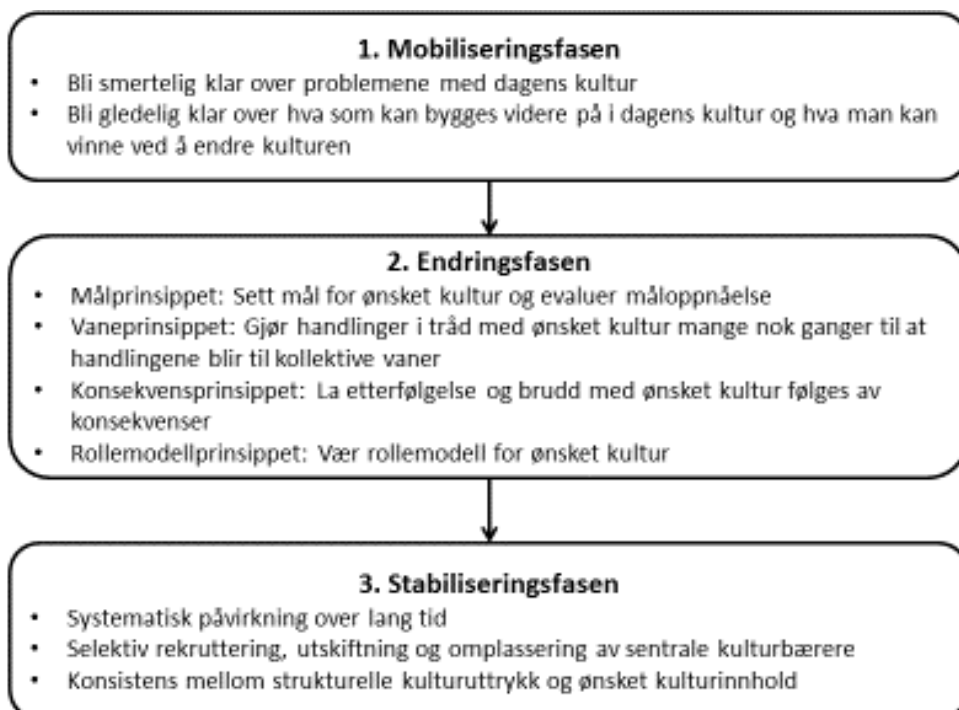 1. Mobiliseringsfasen
• Bli smertelig klar over problemene med dagens kultur
• Bli gledelig klar over hva som kan bygges videre på i dagens kultur og hva man kan
vinne ved å endre kulturen
2. Endringsfasen
• Målprinsippet: Sett mål for ønsket kultur og evaluer måloppnåelse
• Vaneprinsippet: Gjør handlinger i tråd med ønsket kultur mange nok ganger til at
handlingene blir til kollektive vaner
• Konsekvensprinsippet: La etterfølgelse og brudd med ønsket kultur følges av
konsekvenser
• Rollemodellprinsippet: Vær rollemodell for ønsket kultur
3. Stabiliseringsfasen
• Systematisk påvirkning over lang tid
• Selektiv rekruttering, utskiftning og omplassering av sentrale kulturbærere
• Konsistens mellom strukturelle kulturuttrykk og ønsket kulturinnhold